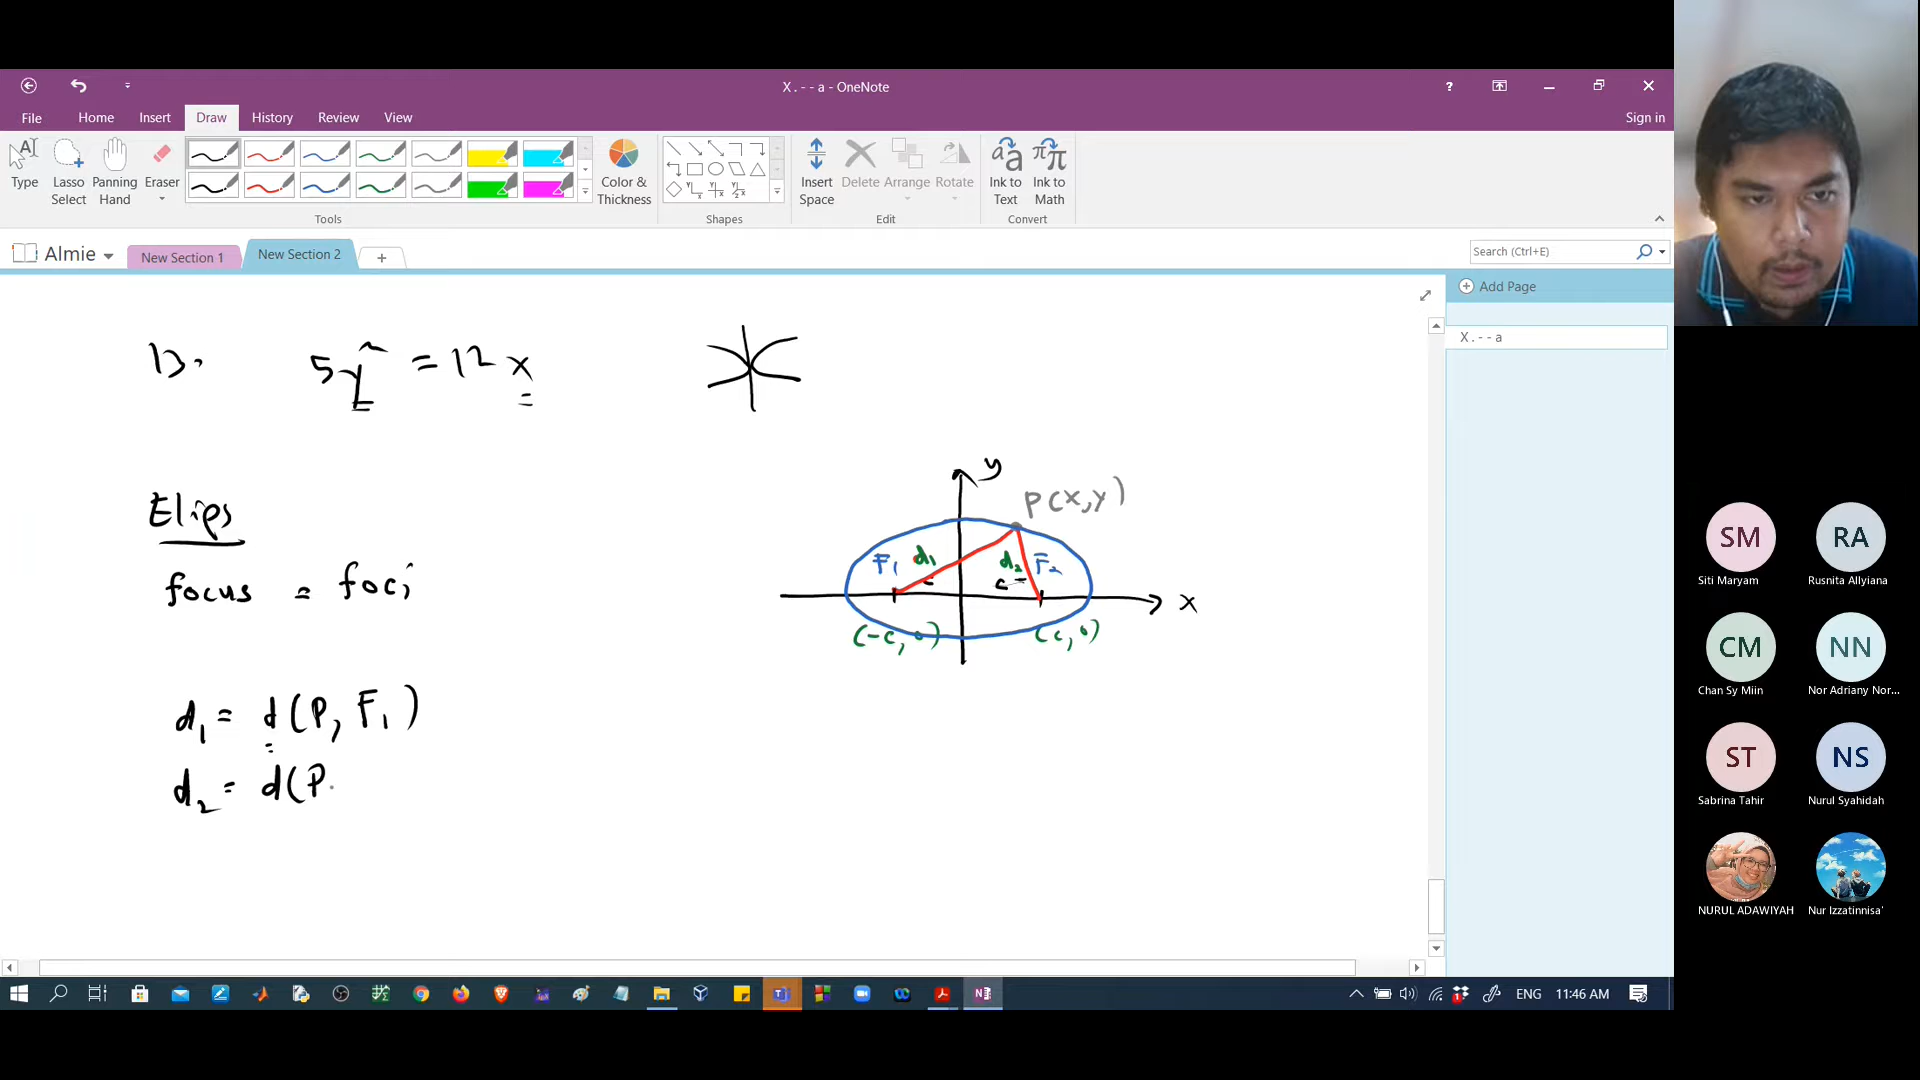 X . - - a - OneNote
?
File
Home
Insert
Draw
History
Review
View
Sign in
Type
Lasso Select
Panning Hand
Eraser
Color & Thickness
Insert Space
Delete
Arrange
Rotate
Ink to Text
Ink to Math
Tools
Shapes
Edit
Convert
Almie
New Section 1
New Section 2
Search (Ctrl+E)
Add Page
X . - - a
13. 5y² = 12x
Elips
focus = foci
d₁ = d(P, F₁)
d₂ = d(P
y
P(x,y)
F₁ d₁ d₂ F₂
c c
x
(-c, 0) (c, 0)
SM RA
Siti Maryam Rusnita Allyiana
CM NN
Chan Sy Miin Nor Adriany Nor...
ST NS
Sabrina Tahir Nurul Syahidah
NURUL ADAWIYAH Nur Izzatinnisa'
ENG 11:46 AM